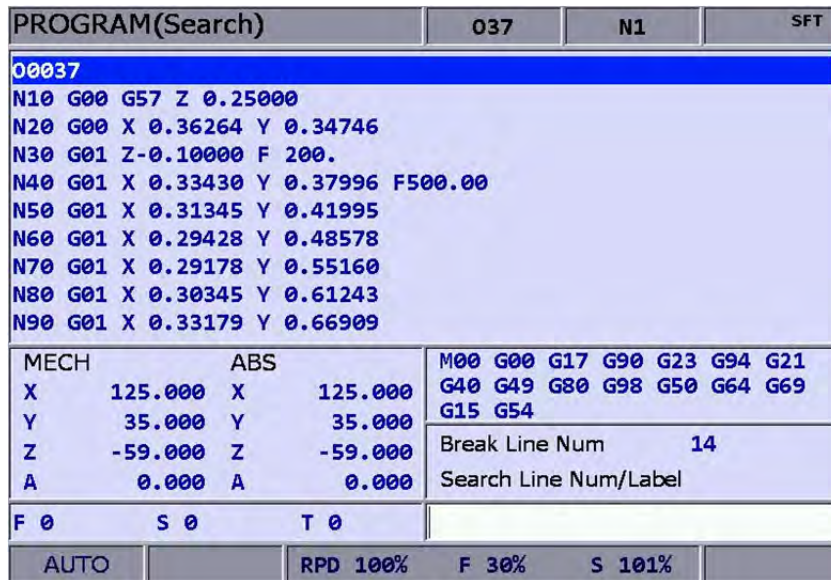 PROGRAM(Search) O37 N1 SFT
O0037
N10 G00 G57 Z 0.25000
N20 G00 X 0.36264 Y 0.34746
N30 G01 Z-0.10000 F 200.
N40 G01 X 0.33430 Y 0.37996 F500.00
N50 G01 X 0.31345 Y 0.41995
N60 G01 X 0.29428 Y 0.48578
N70 G01 X 0.29178 Y 0.55160
N80 G01 X 0.30345 Y 0.61243
N90 G01 X 0.33179 Y 0.66909
MECH ABS
X 125.000 X 125.000
Y 35.000 Y 35.000
Z -59.000 Z -59.000
A 0.000 A 0.000
M00 G00 G17 G90 G23 G94 G21
G40 G49 G80 G98 G50 G64 G69
G15 G54
Break Line Num 14
Search Line Num/Label
F 0 S 0 T 0
AUTO RPD 100% F 30% S 101%